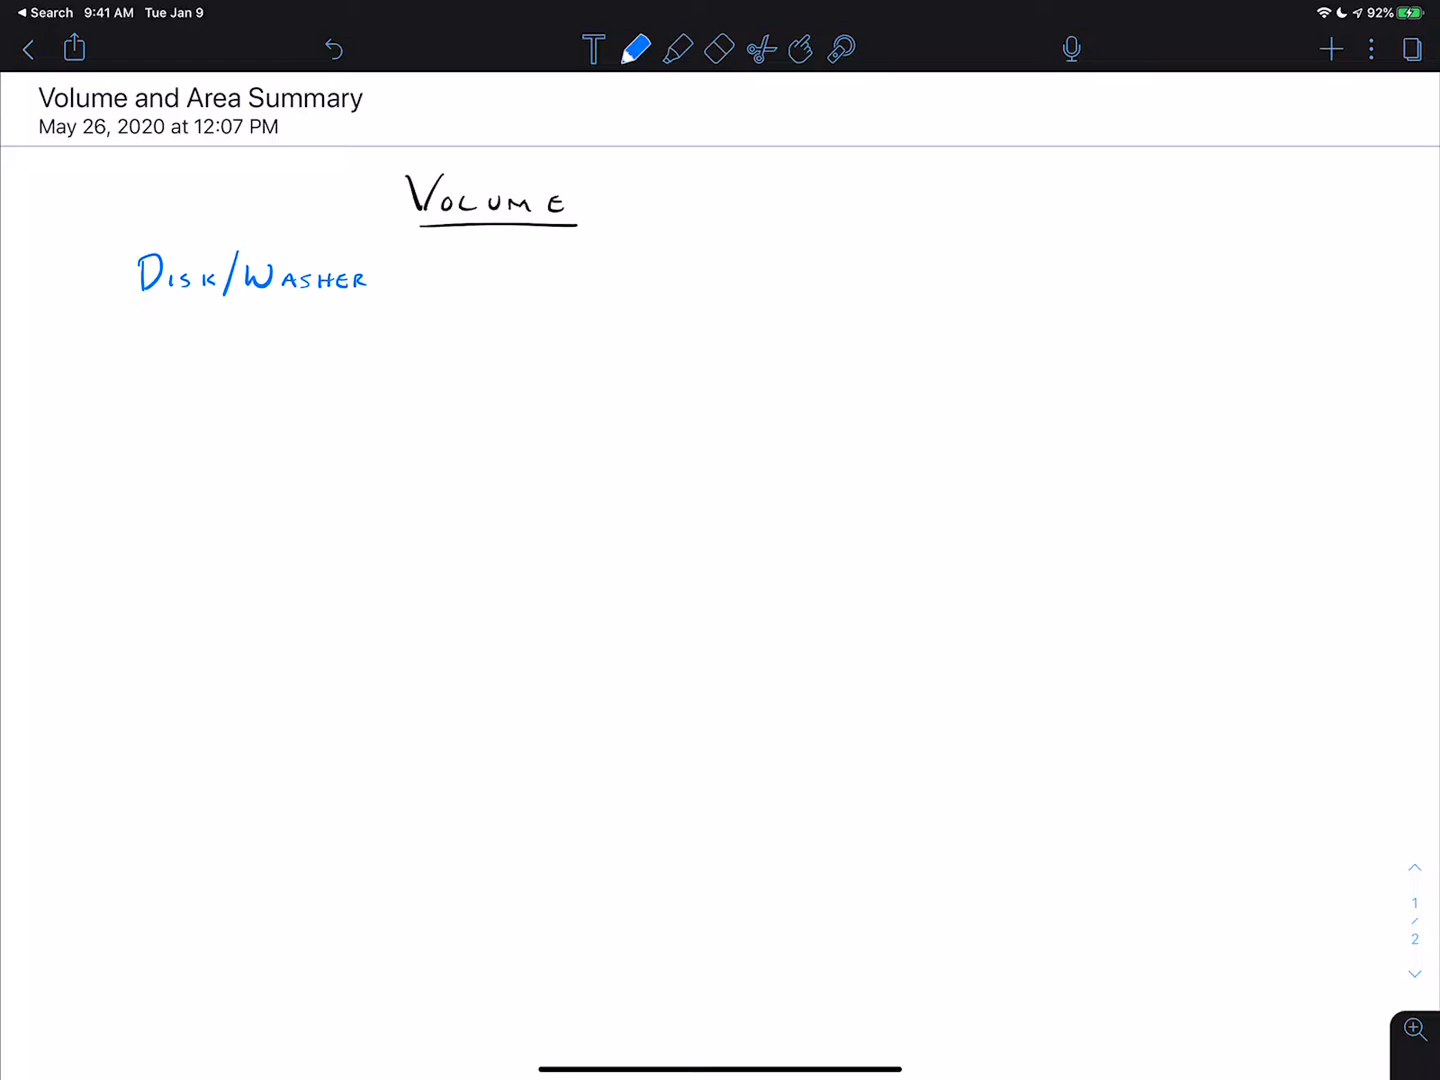 Search 9:41 AM Tue Jan 9 92%
Volume and Area Summary
May 26, 2020 at 12:07 PM
VOLUME
DISK/WASHER
1
/
2